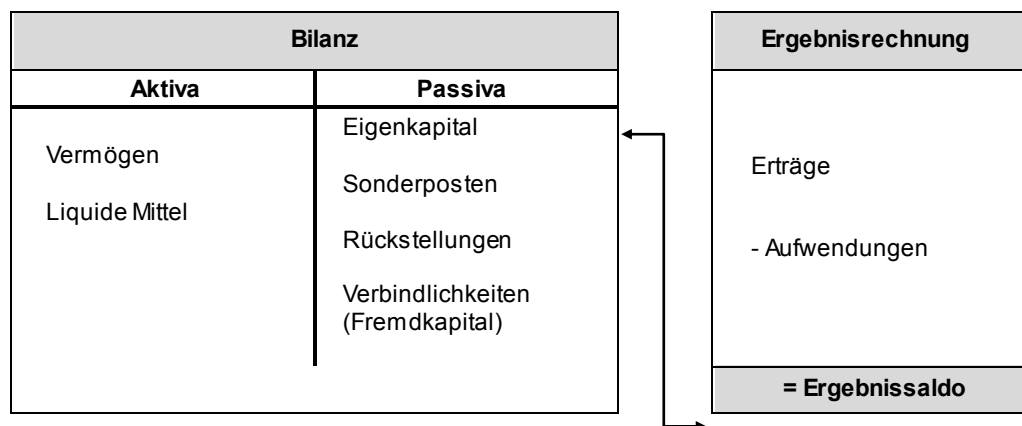 Bilanz
Aktiva
Passiva
Vermögen
Liquide Mittel
Eigenkapital
Sonderposten
Rückstellungen
Verbindlichkeiten
(Fremdkapital)
Ergebnisrechnung
Erträge
- Aufwendungen
= Ergebnissaldo